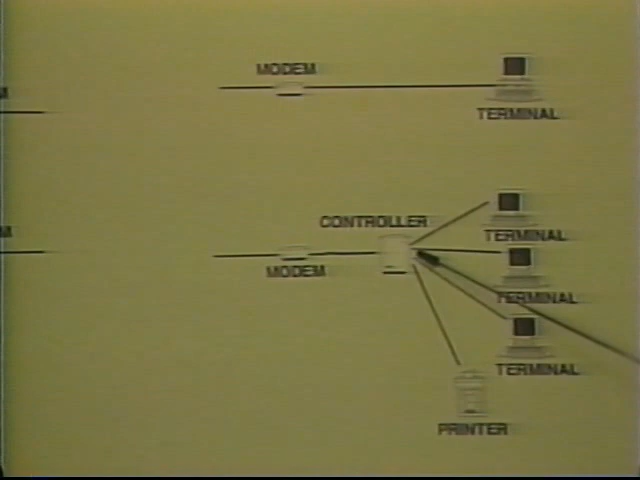 MODEM
TERMINAL
CONTROLLER
TERMINAL
MODEM
TERMINAL
TERMINAL
PRINTER